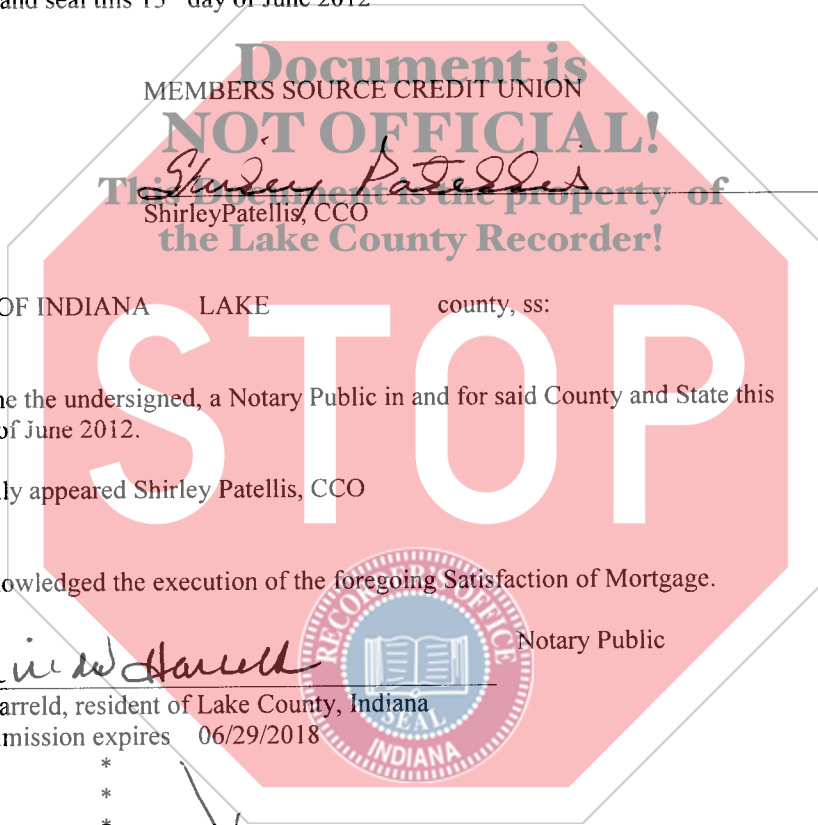 and seal this 15th day of June 2012
Document is
MEMBERS SOURCE CREDIT UNION
NOT OFFICIAL!
Shirley Patellis
This Document is the property of
ShirleyPatellis, CCO
the Lake County Recorder!
OF INDIANA LAKE county, ss:
STOP
the undersigned, a Notary Public in and for said County and State this
of June 2012.
ly appeared Shirley Patellis, CCO
owledged the execution of the foregoing Satisfaction of Mortgage.
RECORDER'S OFFICE
Notary Public
Harreld
arreld, resident of Lake County, Indiana
SEAL
mission expires 06/29/2018
INDIANA
*
*
*